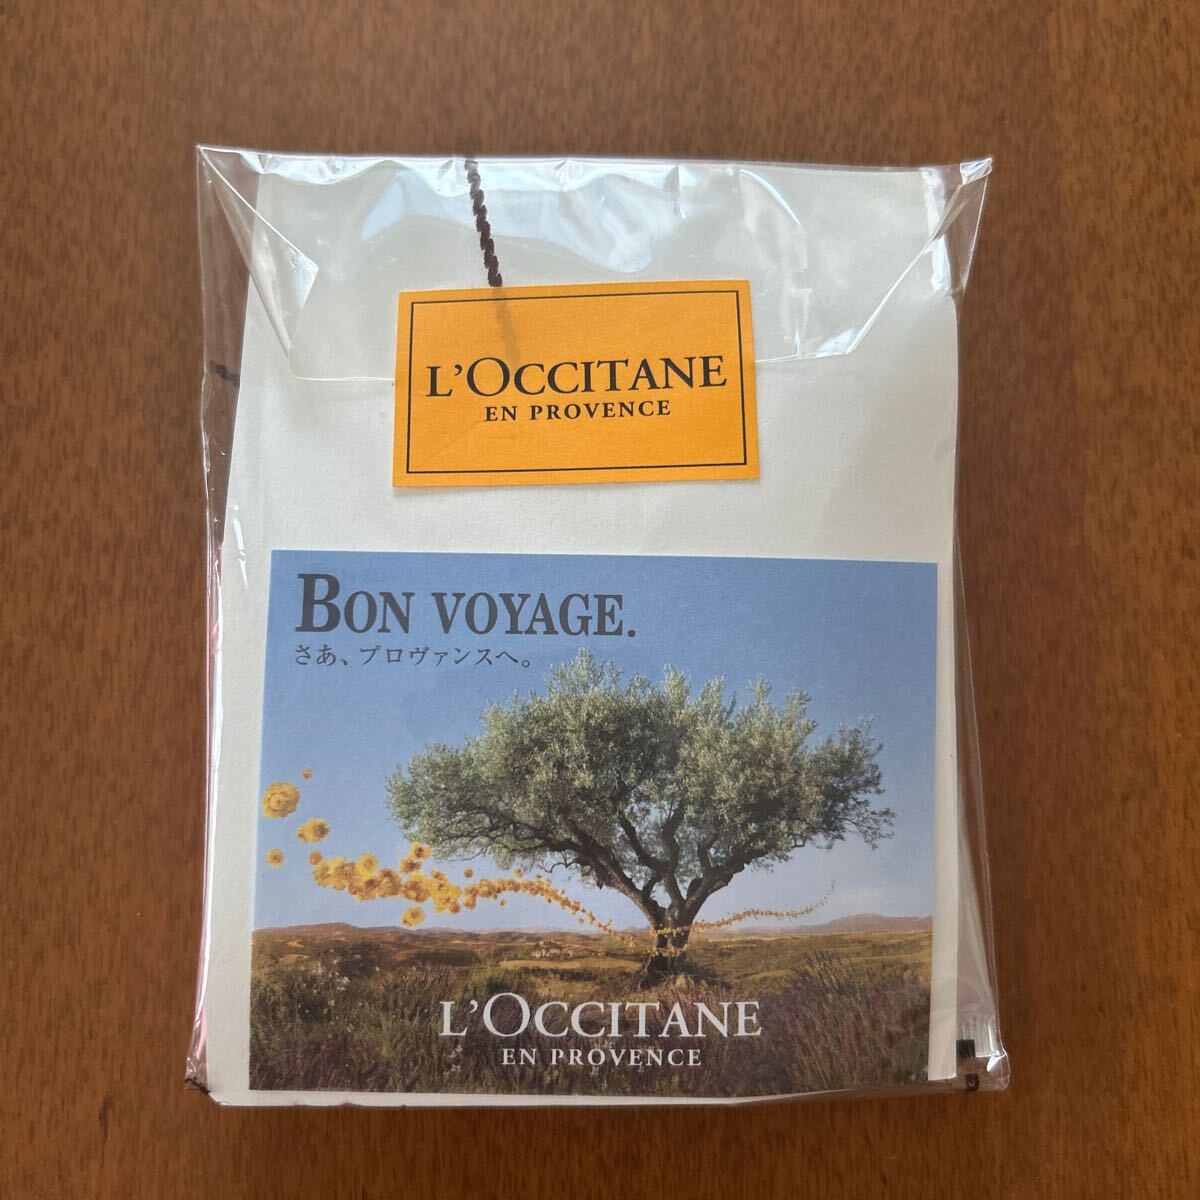 L'OCCITANE
EN PROVENCE
BON VOYAGE.
さあ、プロヴァンスへ。
L'OCCITANE
EN PROVENCE